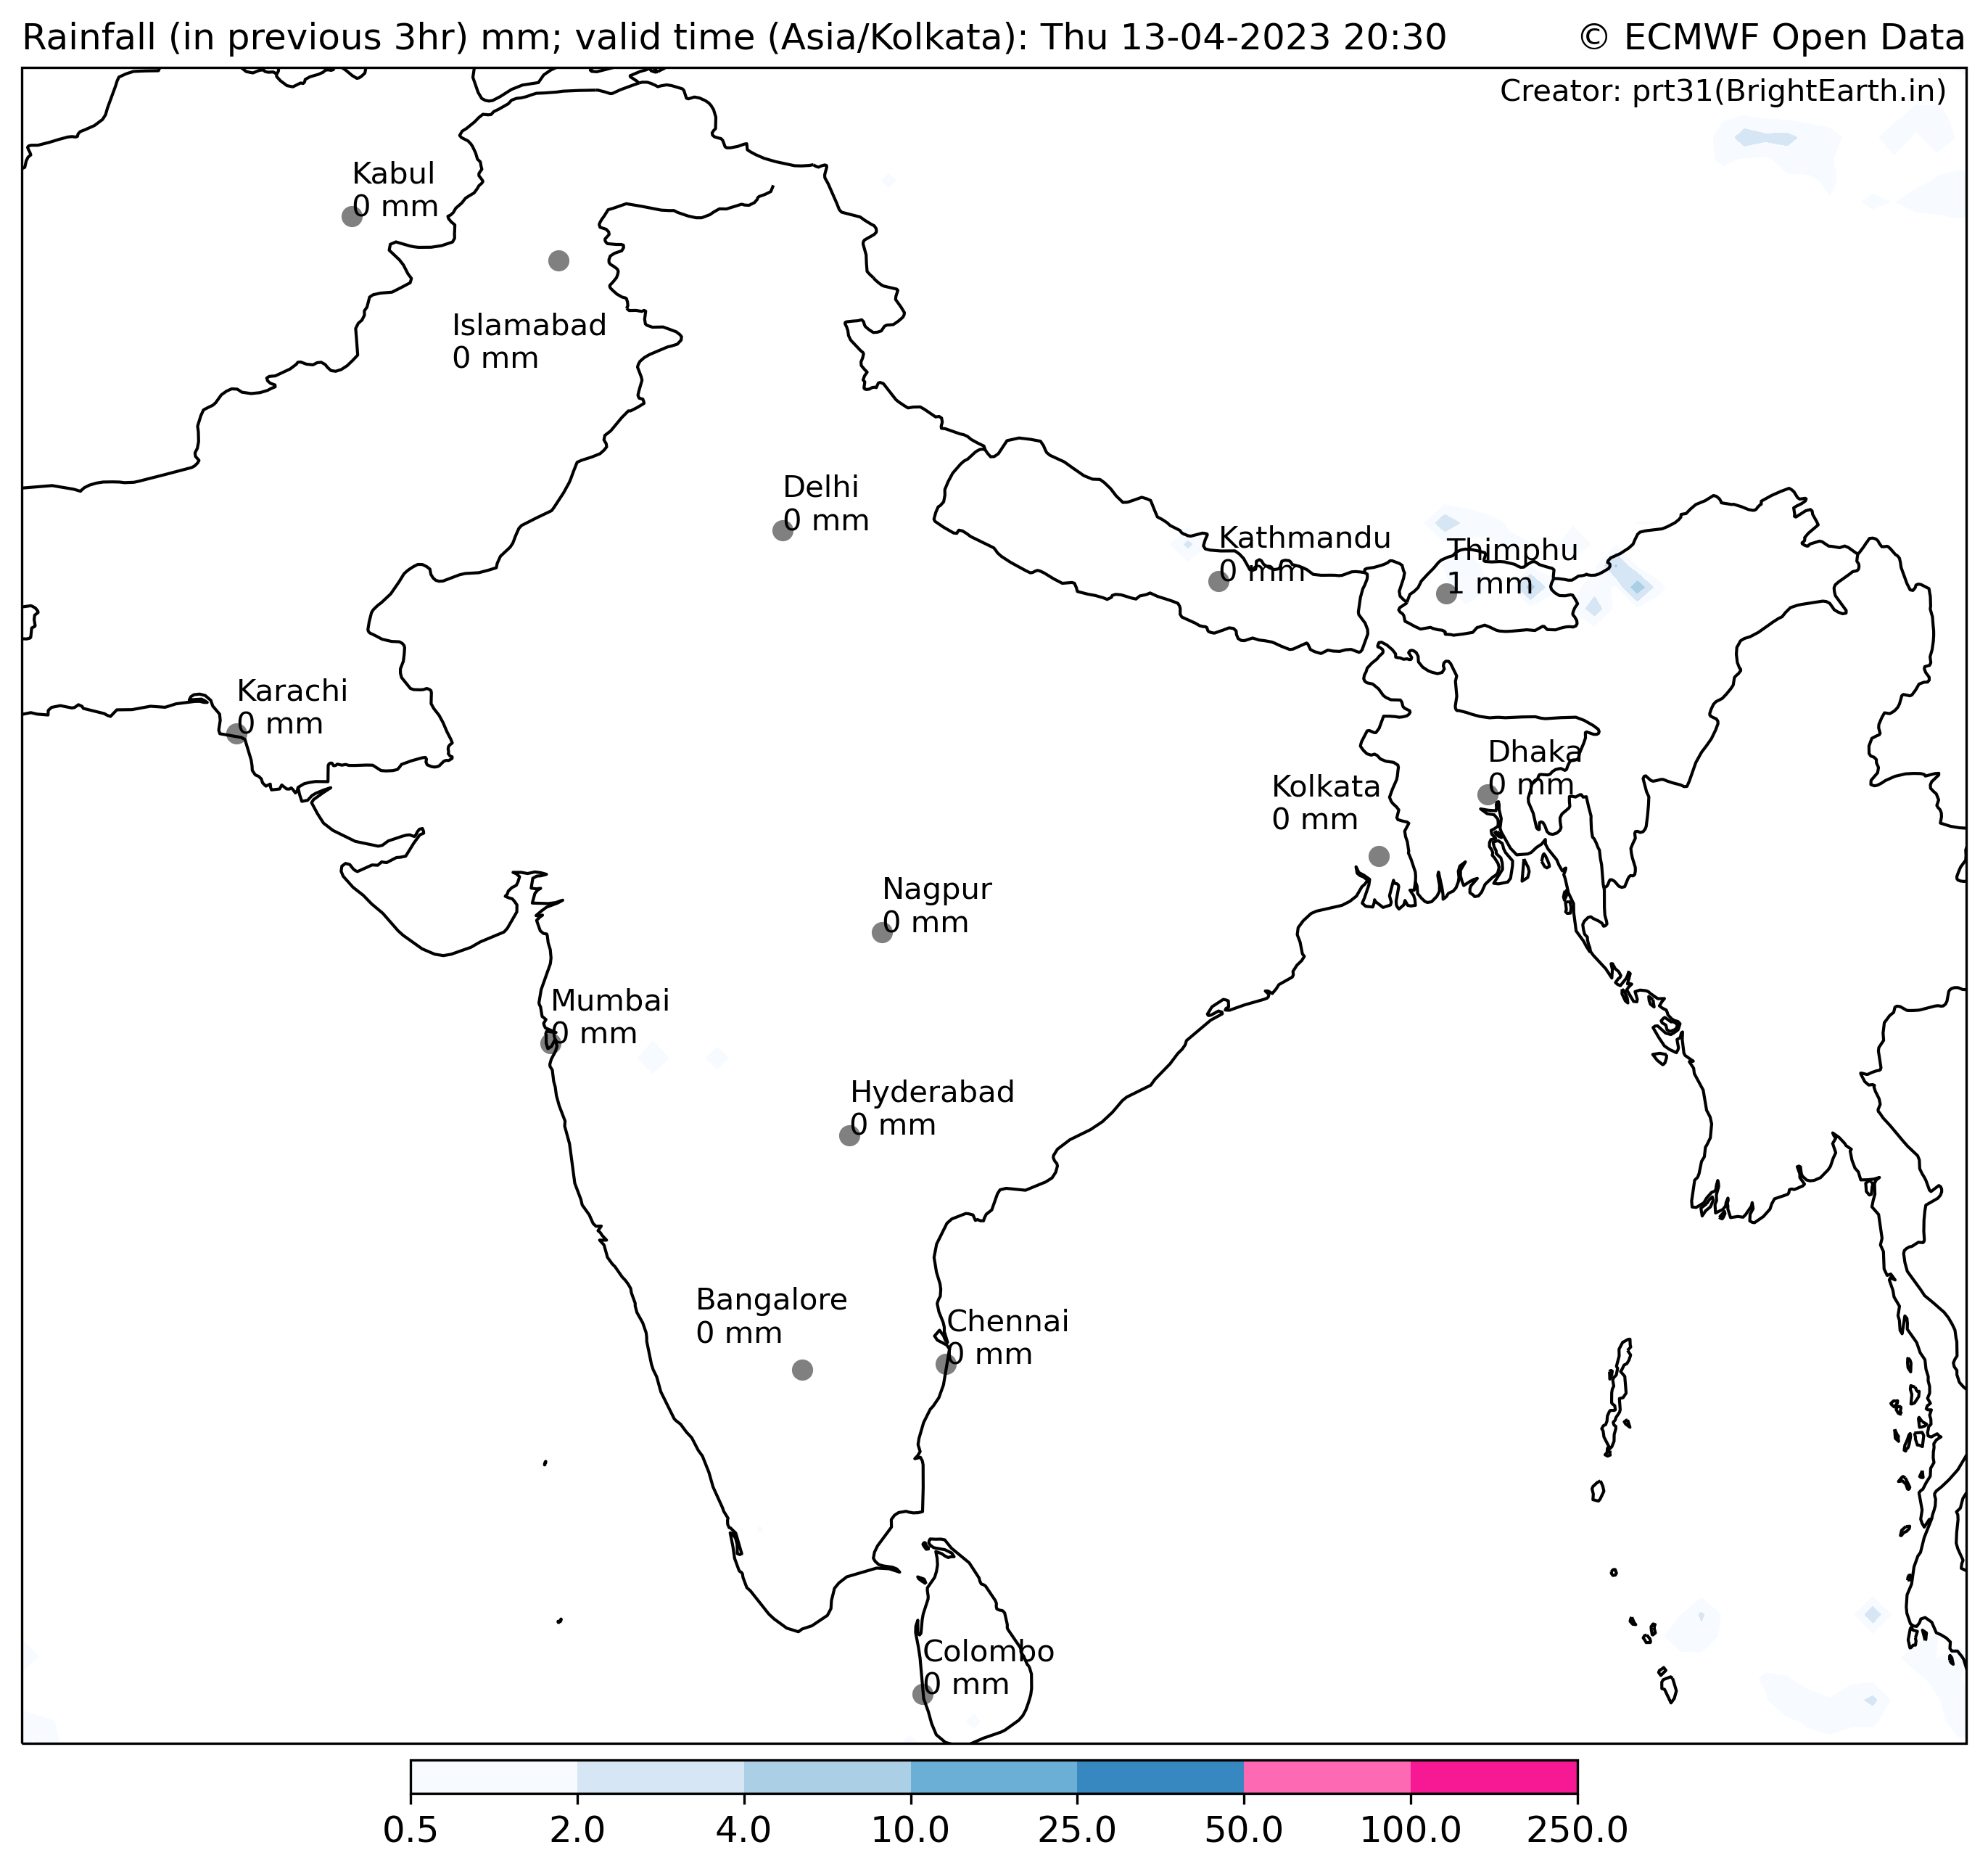 Rainfall (in previous 3hr) mm; valid time (Asia/Kolkata): Thu 13-04-2023 20:30
© ECMWF Open Data
Creator: prt31(BrightEarth.in)
Kabul
0 mm
Islamabad
0 mm
Delhi
0 mm
Kathmandu
0 mm
Thimphu
1 mm
Karachi
0 mm
Dhaka
0 mm
Kolkata
0 mm
Nagpur
0 mm
Mumbai
0 mm
Hyderabad
0 mm
Bangalore
0 mm
Chennai
0 mm
Colombo
0 mm
0.5 2.0 4.0 10.0 25.0 50.0 100.0 250.0